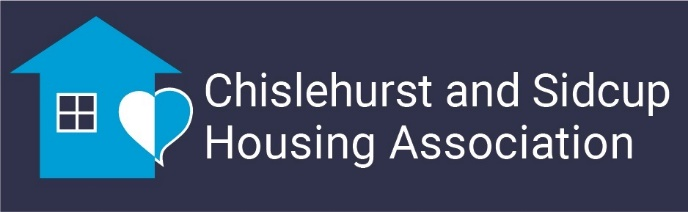 Chislehurst and Sidcup
Housing Association